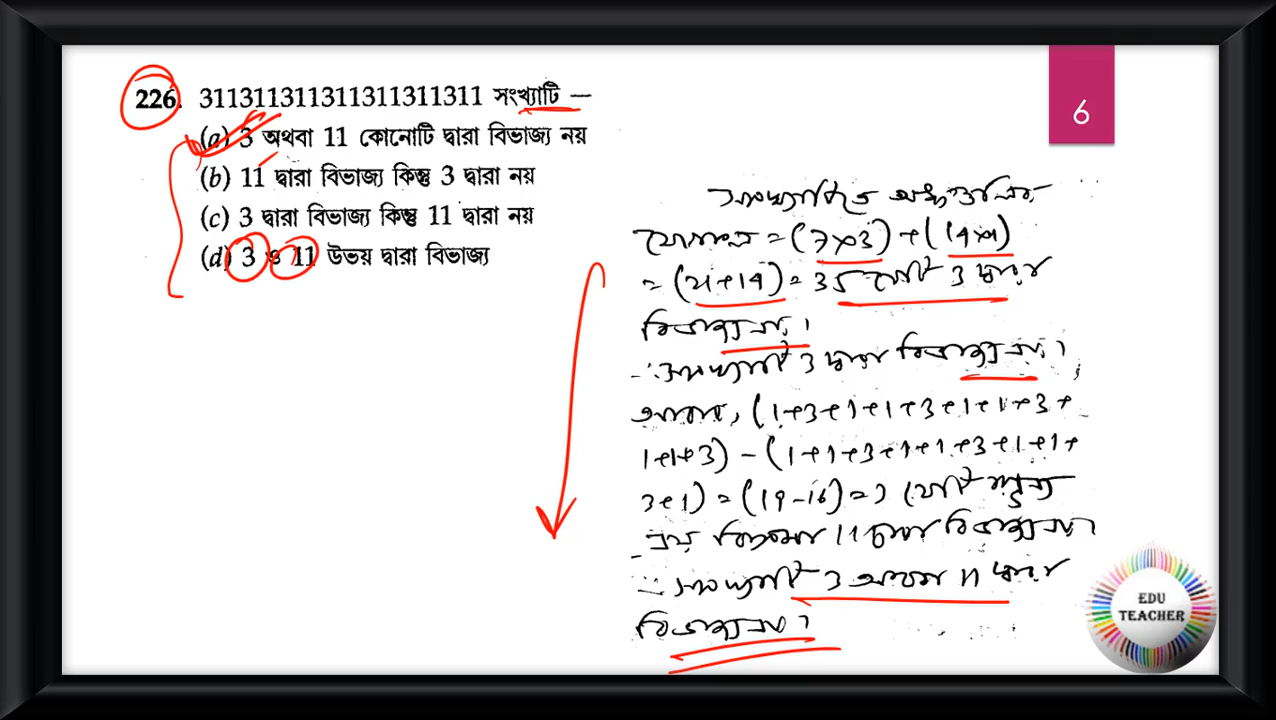 6
226. 311311311311311311311 সংখ্যাটি —
(a) 3 অথবা 11 কোনোটি দ্বারা বিভাজ্য নয়
(b) 11 দ্বারা বিভাজ্য কিন্তু 3 দ্বারা নয়
(c) 3 দ্বারা বিভাজ্য কিন্তু 11 দ্বারা নয়
(d) 3 ও 11 উভয় দ্বারা বিভাজ্য
সংখ্যাটিতে অঙ্কগুলির
যোগফল = (7×3) + (14×1)
= (21+14) = 35 যেটি 3 দ্বারা
বিভাজ্য নয়।
∴ সংখ্যাটি 3 দ্বারা বিভাজ্য নয়।
আবার, (1+3+1+1+3+1+1+3+
1+1+3) - (1+1+3+1+1+3+1+1+
3+1) = (19-16) = 3 যেটি শূন্য
নয় কিংবা 11 দ্বারা বিভাজ্য নয়।
∴ সংখ্যাটি 3 অথবা 11 দ্বারা
বিভাজ্য নয়।
EDU
TEACHER